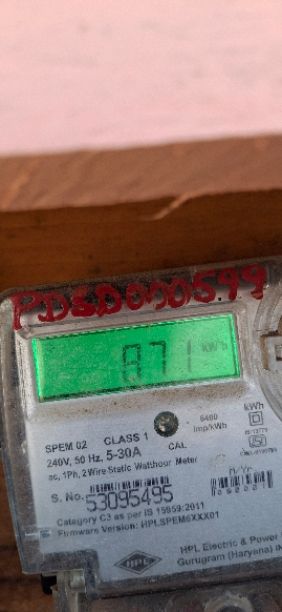 PDSD000599
871 kWh
kWh
6400
imp/kWh
SPEM 02 CLASS 1
240V, 50 Hz, 5-30A CAL
ac, 1Ph, 2 Wire Static Watthour Meter
S. No. 53095495
Category C3 as per IS 15959:2011
Firmware Version: HPLSPEM6XXX01
HPL
HPL Electric & Power
Gurugram (Haryana)